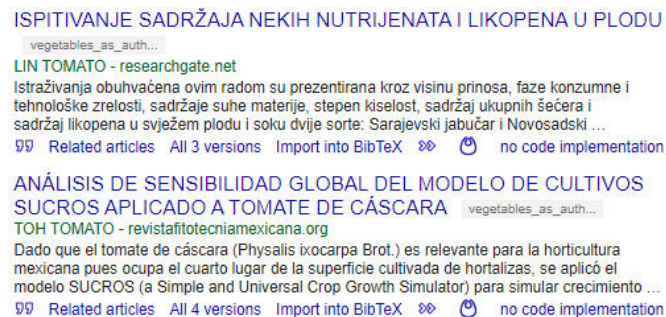 ISPITIVANJE SADRŽAJA NEKIH NUTRIJENATA I LIKOPENA U PLODU
vegetables_as_auth...
LIN TOMATO - researchgate.net
Istraživanja obuhvaćena ovim radom su prezentirana kroz visinu prinosa, faze konzumne i
tehnološke zrelosti, sadržaje suhe materije, stepen kiselost, sadržaj ukupnih šećera i
sadržaj likopena u svježem plodu i soku dvije sorte: Sarajevski jabučar i Novosadski ...
Related articles All 3 versions Import into BibTeX no code implementation
ANÁLISIS DE SENSIBILIDAD GLOBAL DEL MODELO DE CULTIVOS
SUCROS APLICADO A TOMATE DE CÁSCARA vegetables_as_auth...
TOH TOMATO - revistafitotecniamexicana.org
Dado que el tomate de cáscara (Physalis ixocarpa Brot.) es relevante para la horticultura
mexicana pues ocupa el cuarto lugar de la superficie cultivada de hortalizas, se aplicó el
modelo SUCROS (a Simple and Universal Crop Growth Simulator) para simular crecimiento ...
Related articles All 4 versions Import into BibTeX no code implementation